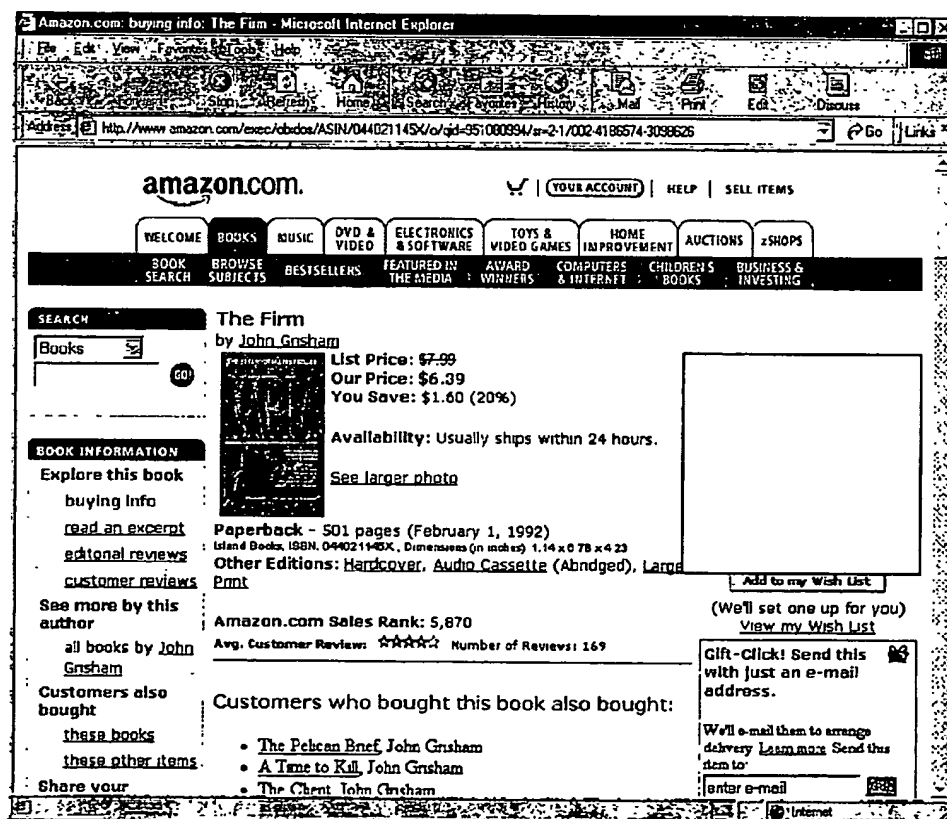 Amazon.com: buying info: The Firm - Microsoft Internet Explorer
File Edit View Favorites Tools Help
Back Forward Stop Refresh Home Search Favorites History Mail Print Edit Discuss
Address http://www.amazon.com/exec/obidos/ASIN/044021145X/o/qid=951080994/sr=2-1/002-4186574-3098626 Go Links
amazon.com.
YOUR ACCOUNT | HELP | SELL ITEMS
WELCOME BOOKS MUSIC DVD & VIDEO ELECTRONICS & SOFTWARE TOYS & VIDEO GAMES HOME IMPROVEMENT AUCTIONS zSHOPS
BOOK SEARCH BROWSE SUBJECTS BESTSELLERS FEATURED IN THE MEDIA AWARD WINNERS COMPUTERS & INTERNET CHILDREN'S BOOKS BUSINESS & INVESTING
SEARCH
Books
GO!
BOOK INFORMATION
Explore this book
buying info
read an excerpt
editorial reviews
customer reviews
See more by this
author
all books by John
Grisham
Customers also
bought
these books
these other items
Share your
The Firm
by John Grisham
List Price: $7.99
Our Price: $6.39
You Save: $1.60 (20%)
Availability: Usually ships within 24 hours.
See larger photo
Paperback - 501 pages (February 1, 1992)
Island Books, ISBN: 044021145X, Dimensions (in inches) 1.14 x 6.78 x 4.23
Other Editions: Hardcover, Audio Cassette (Abridged), Large
Print
Amazon.com Sales Rank: 5,870
Avg. Customer Review: Number of Reviews: 169
Customers who bought this book also bought:
• The Pelican Brief, John Grisham
• A Time to Kill, John Grisham
• The Client, John Grisham
Add to my Wish List
(We'll set one up for you)
View my Wish List
Gift-Click! Send this
with just an e-mail
address.
We'll e-mail them to arrange
delivery Learn more Send this
item to:
enter e-mail
Internet